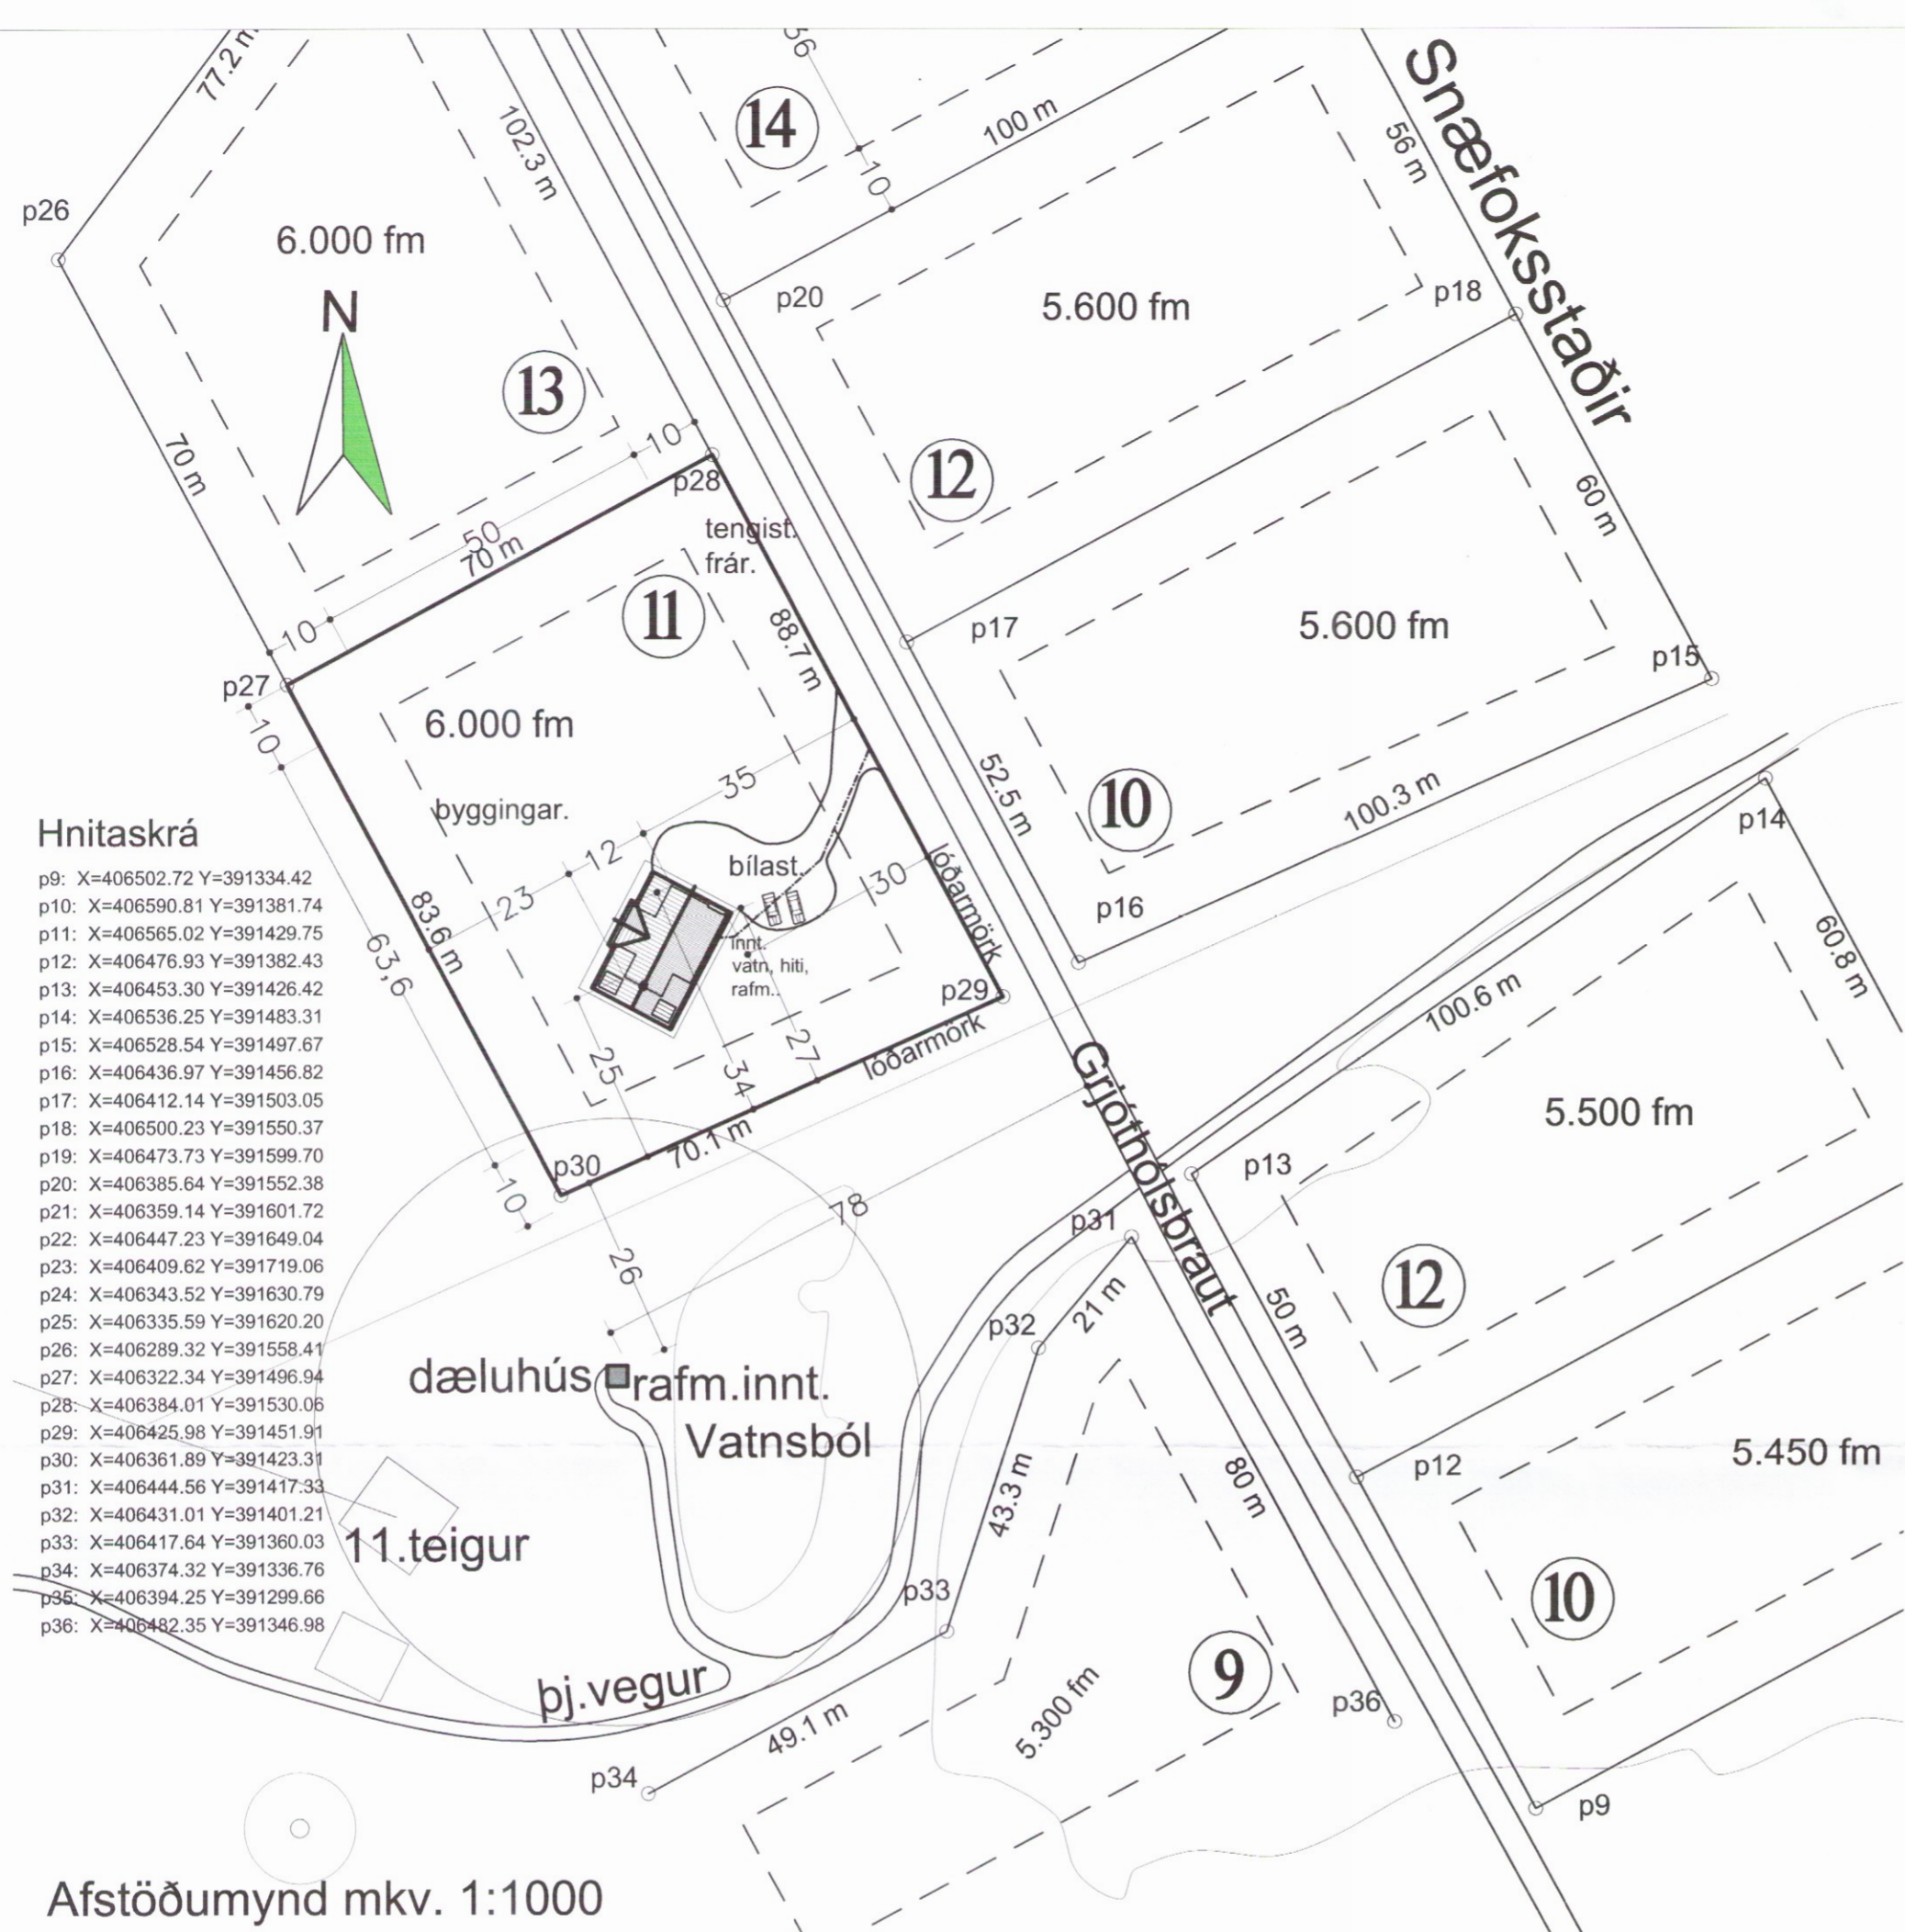 77.2 m
p26
6.000 fm
N
13
70 m
102.3 m
10
50
70 m
p28
14
56
10
100 m
p20
5.600 fm
12
56 m
Snæfoksstaðir
p18
60 m
p17
5.600 fm
p15
10
52.5 m
100.3 m
p16
tengist.
frár.
11
88.7 m
10
p27
10
6.000 fm
byggingar.
35
12
23
bílast.
30
lóðarmörk
83.6 m
63,6
innt.
vatn, hiti,
rafm..
p29
25
34
27
lóðarmörk
70.1 m
p30
10
26
78
Hnitaskrá
p9: X=406502.72 Y=391334.42
p10: X=406590.81 Y=391381.74
p11: X=406565.02 Y=391429.75
p12: X=406476.93 Y=391382.43
p13: X=406453.30 Y=391426.42
p14: X=406536.25 Y=391483.31
p15: X=406528.54 Y=391497.67
p16: X=406436.97 Y=391456.82
p17: X=406412.14 Y=391503.05
p18: X=406500.23 Y=391550.37
p19: X=406473.73 Y=391599.70
p20: X=406385.64 Y=391552.38
p21: X=406359.14 Y=391601.72
p22: X=406447.23 Y=391649.04
p23: X=406409.62 Y=391719.06
p24: X=406343.52 Y=391630.79
p25: X=406335.59 Y=391620.20
p26: X=406289.32 Y=391558.41
p27: X=406322.34 Y=391496.94
p28: X=406384.01 Y=391530.06
p29: X=406425.98 Y=391451.91
p30: X=406361.89 Y=391423.31
p31: X=406444.56 Y=391417.33
p32: X=406431.01 Y=391401.21
p33: X=406417.64 Y=391360.03
p34: X=406374.32 Y=391336.76
p35: X=406394.25 Y=391299.66
p36: X=406482.35 Y=391346.98
p14
60.8 m
100.6 m
5.500 fm
p13
12
50 m
Grjóthólsbraut
p31
21 m
p32
43.3 m
80 m
p12
5.450 fm
10
dæluhús
rafm.innt.
Vatnsból
11.teigur
p33
þj.vegur
49.1 m
5.300 fm
9
p36
p34
p9
Afstöðumynd mkv. 1:1000